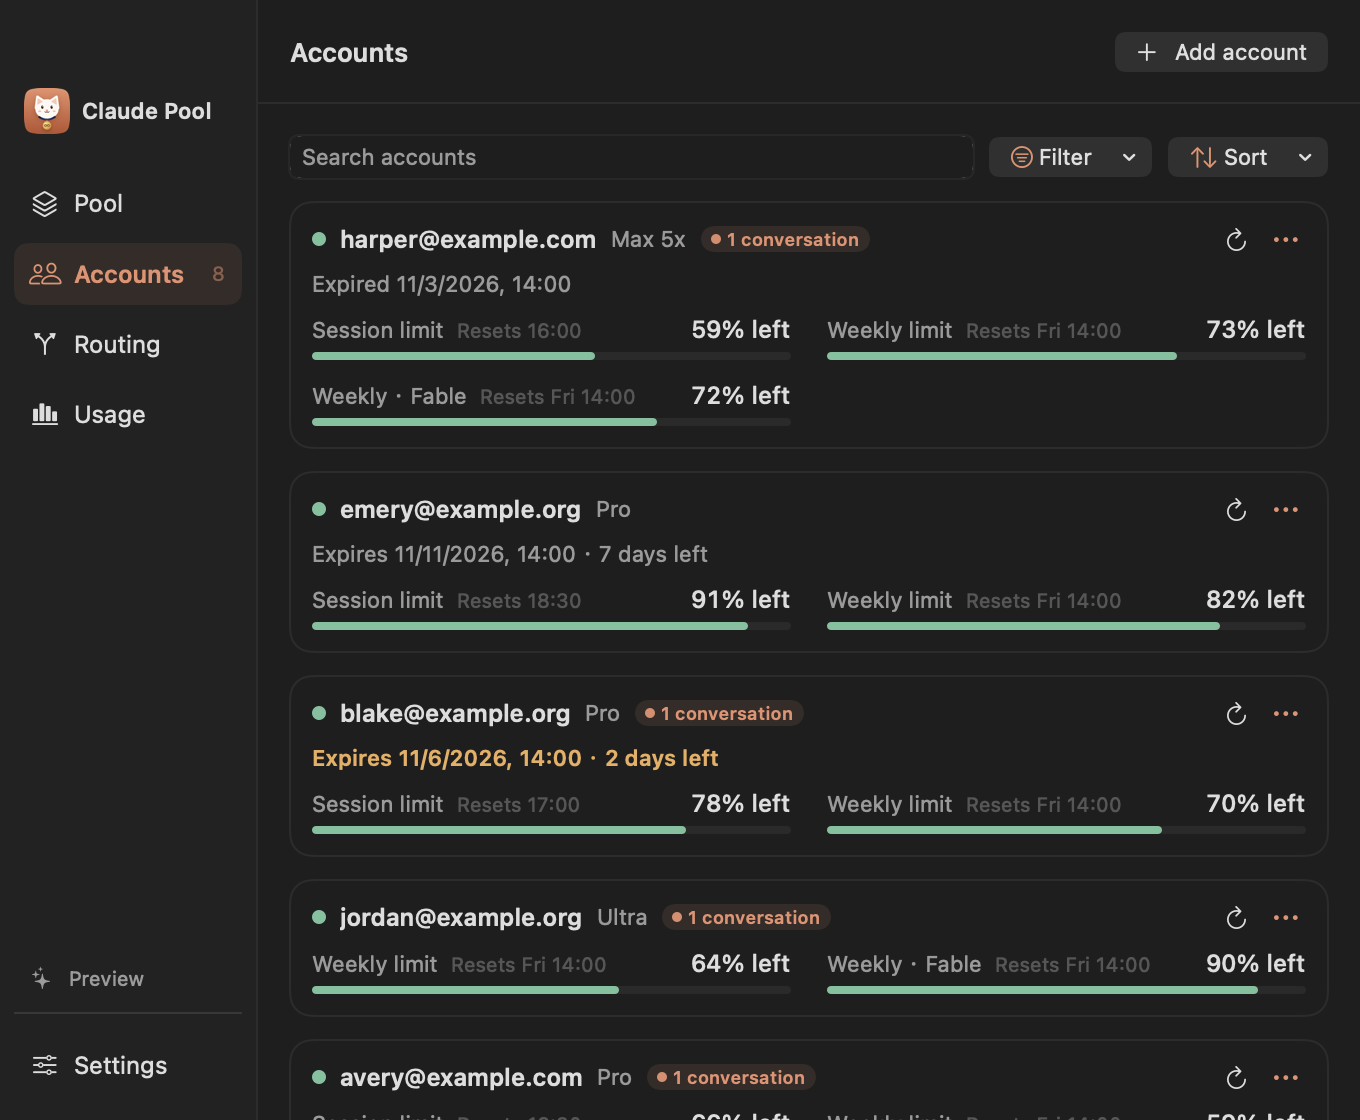 Accounts
Add account
Claude Pool
Pool
Accounts 8
Routing
Usage
Preview
Settings
Search accounts
Filter
Sort
harper@example.com Max 5x 1 conversation
Expired 11/3/2026, 14:00
Session limit Resets 16:00 59% left
Weekly limit Resets Fri 14:00 73% left
Weekly · Fable Resets Fri 14:00 72% left
emery@example.org Pro
Expires 11/11/2026, 14:00 · 7 days left
Session limit Resets 18:30 91% left
Weekly limit Resets Fri 14:00 82% left
blake@example.org Pro 1 conversation
Expires 11/6/2026, 14:00 · 2 days left
Session limit Resets 17:00 78% left
Weekly limit Resets Fri 14:00 70% left
jordan@example.org Ultra 1 conversation
Weekly limit Resets Fri 14:00 64% left
Weekly · Fable Resets Fri 14:00 90% left
avery@example.com Pro 1 conversation